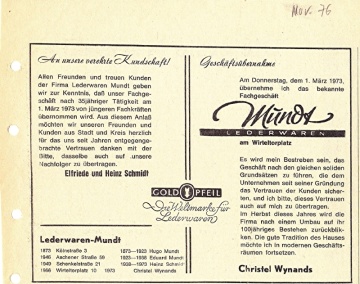 Nov. 76
An unsere verehrte Kundschaft!
Allen Freunden und treuen Kunden
der Firma Lederwaren Mundt geben
wir zur Kenntnis, daß unser Fachge-
schäft nach 35jähriger Tätigkeit am
1. März 1973 von jüngeren Fachkräften
übernommen wird. Aus diesem Anlaß
möchten wir unseren Freunden und
Kunden aus Stadt und Kreis herzlich
für das uns seit Jahren entgegenge-
brachte Vertrauen danken mit der
Bitte, dasselbe auch auf unsere
Nachfolger zu übertragen.
Elfriede und Heinz Schmidt
GOLD PFEIL
Die Weltmarke für
Lederwaren
Lederwaren-Mundt
1873 Kölnstraße 3
1945 Aachener Straße 38
1949 Schenkelstraße 21
1956 Wirteltorplatz 10 1973
1873—1923 Hugo Mundt
1923—1938 Eduard Mundt
1938—1973 Heinz Schmidt
Christel Wynands
Geschäftsübernahme
Am Donnerstag, dem 1. März 1973,
übernehme ich das bekannte
Fachgeschäft
Mundt
LEDERWAREN
am Wirteltorplatz
Es wird mein Bestreben sein, das
Geschäft nach den gleichen soliden
Grundsätzen zu führen, die dem
Unternehmen seit seiner Gründung
das Vertrauen der Kunden sicher-
ten, und ich bitte, dieses Vertrauen
auch auf mich zu übertragen.
Im Herbst dieses Jahres wird die
Firma nach einem Umbau auf ihr
100jähriges Bestehen zurückblik-
ken. Die gute Tradition des Hauses
möchte ich in modernen Geschäfts-
räumen fortsetzen.
Christel Wynands